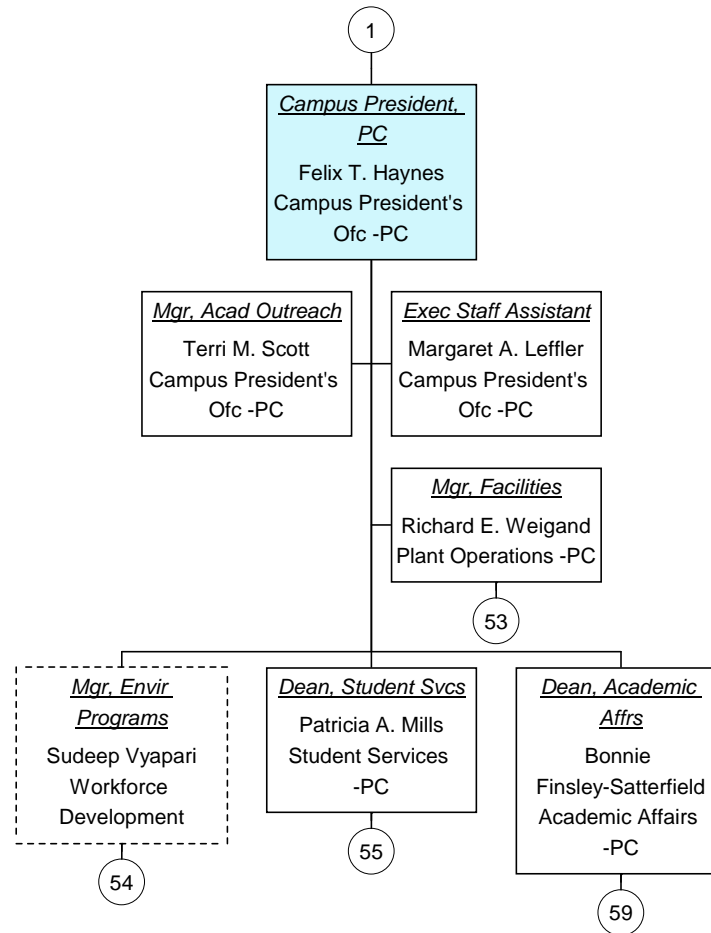 1
Campus President,
PC
Felix T. Haynes
Campus President's
Ofc -PC
Mgr, Acad Outreach
Terri M. Scott
Campus President's
Ofc -PC
Exec Staff Assistant
Margaret A. Leffler
Campus President's
Ofc -PC
Mgr, Facilities
Richard E. Weigand
Plant Operations -PC
53
Mgr, Envir
Programs
Sudeep Vyapari
Workforce
Development
54
Dean, Student Svcs
Patricia A. Mills
Student Services
-PC
55
Dean, Academic
Affrs
Bonnie
Finsley-Satterfield
Academic Affairs
-PC
59